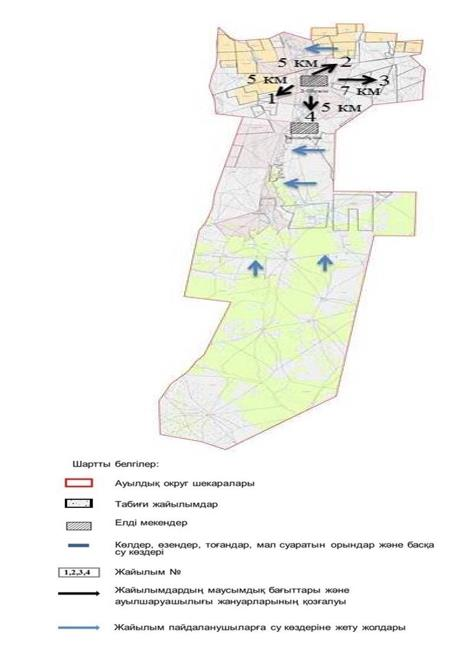 5 км 2
5 км 3
1 7 км
5 км
4
Шартты белгілер:
Ауылдық округ шекаралары
Табиғи жайылымдар
Елді мекендер
Көлдер, өзендер, тоғандар, мал суаратын орындар және басқа
су көздері
1,2,3,4 Жайылым №
Жайылымдардың маусымдық бағыттары және
ауылшаруашылығы жануарларының қозғалуы
Жайылым пайдаланушыларға су көздеріне жету жолдары